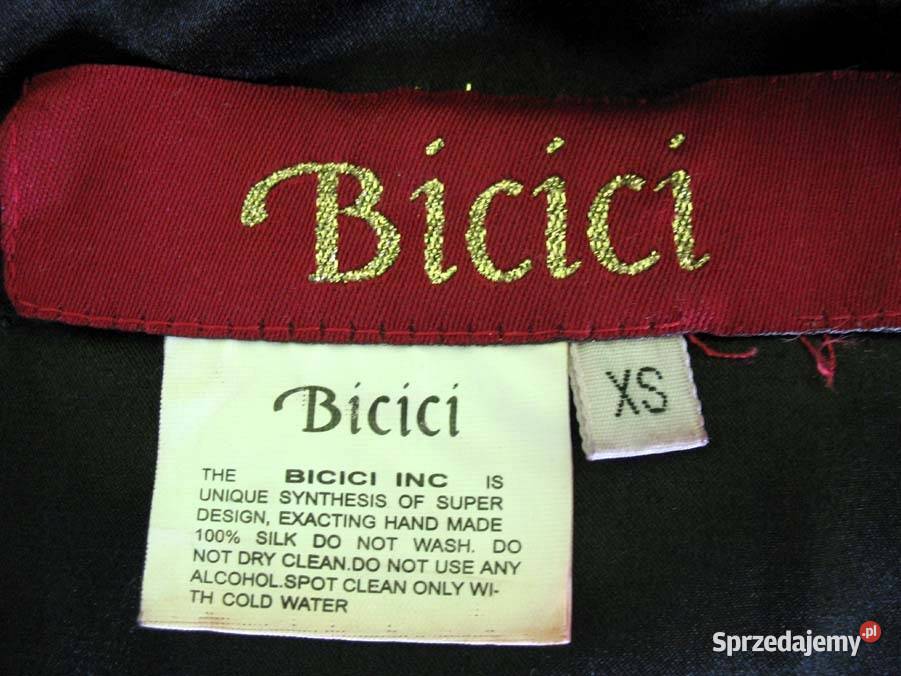 Bicici
Bicici
XS
THE BICICI INC IS
UNIQUE SYNTHESIS OF SUPER
DESIGN, EXACTING HAND MADE
100% SILK DO NOT WASH. DO
NOT DRY CLEAN.DO NOT USE ANY
ALCOHOL.SPOT CLEAN ONLY WI-
TH COLD WATER
Sprzedajemy.pl